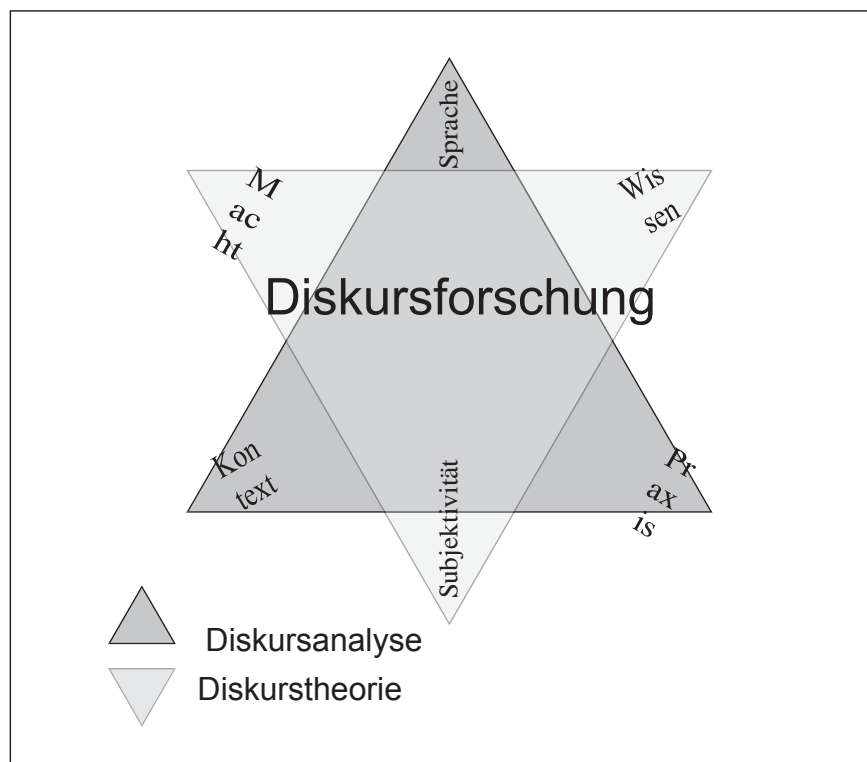 Sprache
M
ac
ht
Wis
sen
Diskursforschung
Kon
text
Subjektivität
Pr
ax
is
Diskursanalyse
Diskurstheorie